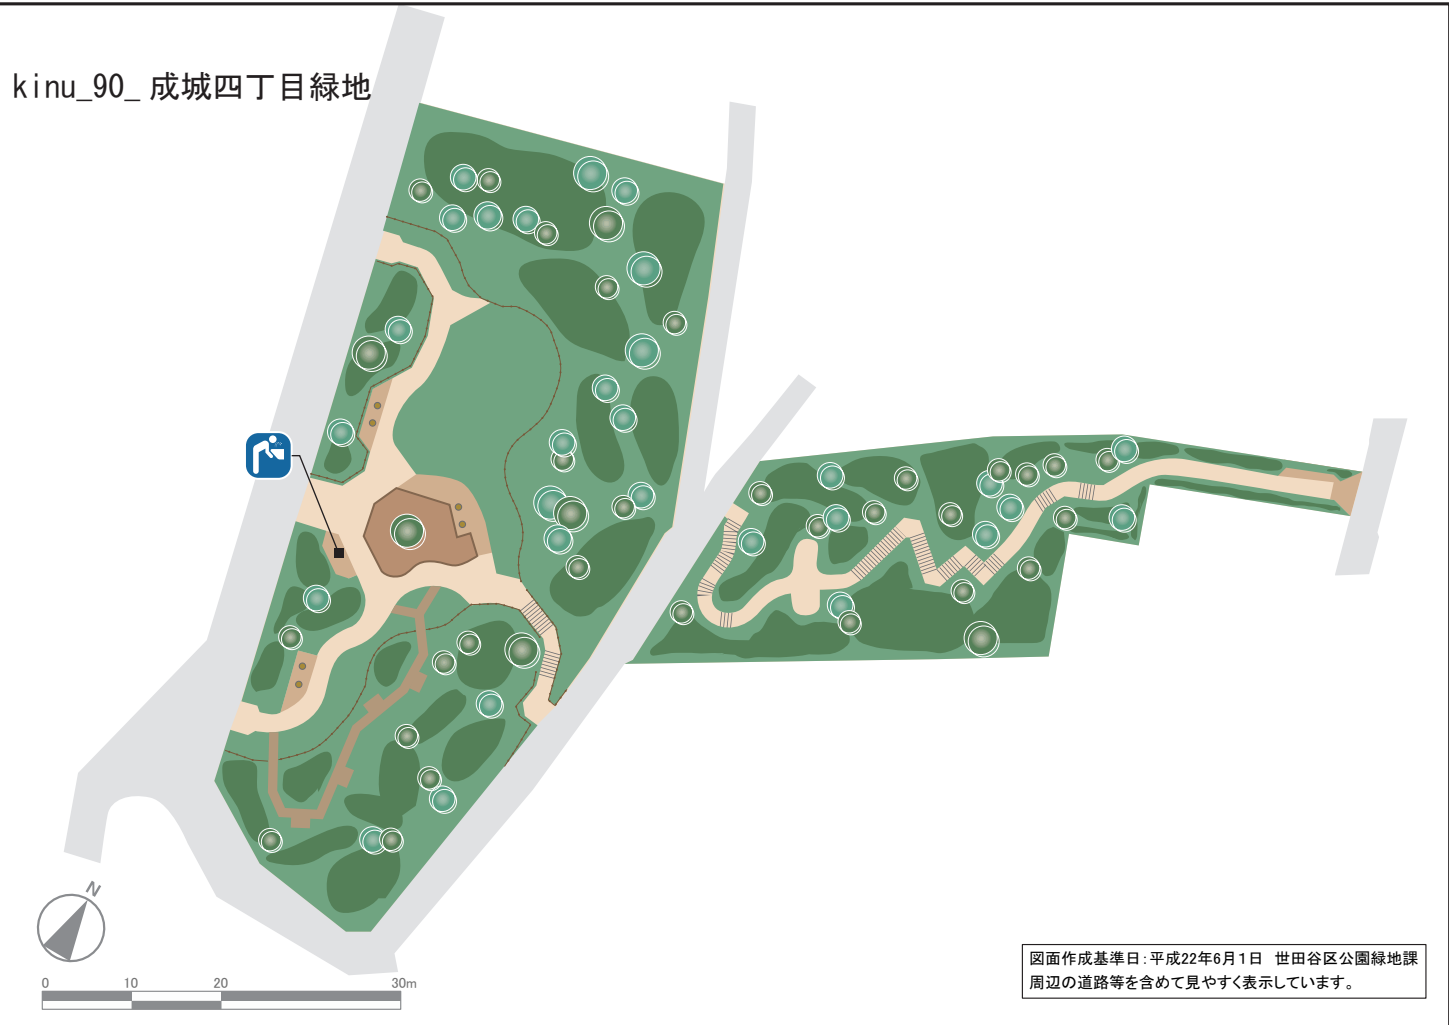 kinu_90_ 成城四丁目緑地
N
0 10 20 30m
図面作成基準日：平成22年6月1日 世田谷区公園緑地課
周辺の道路等を含めて見やすく表示しています。